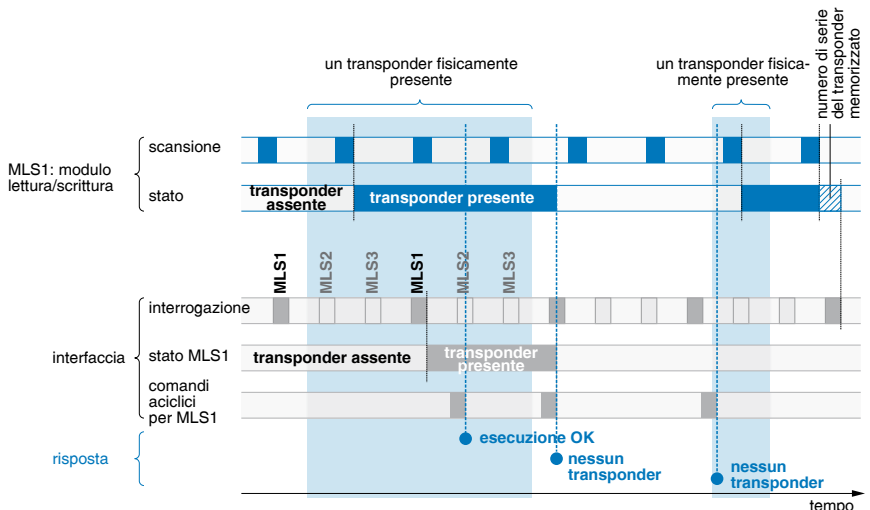 un transponder fisicamente
presente
un transponder fisica-
mente presente
numero di serie
del transponder
memorizzato
MLS1: modulo
lettura/scrittura
scansione
stato
transponder
assente
transponder presente
MLS1
MLS2
MLS3
MLS1
MLS2
MLS3
interfaccia
interrogazione
stato MLS1
transponder assente
transponder
presente
comandi
aciclici
per MLS1
risposta
esecuzione OK
nessun
transponder
nessun
transponder
tempo